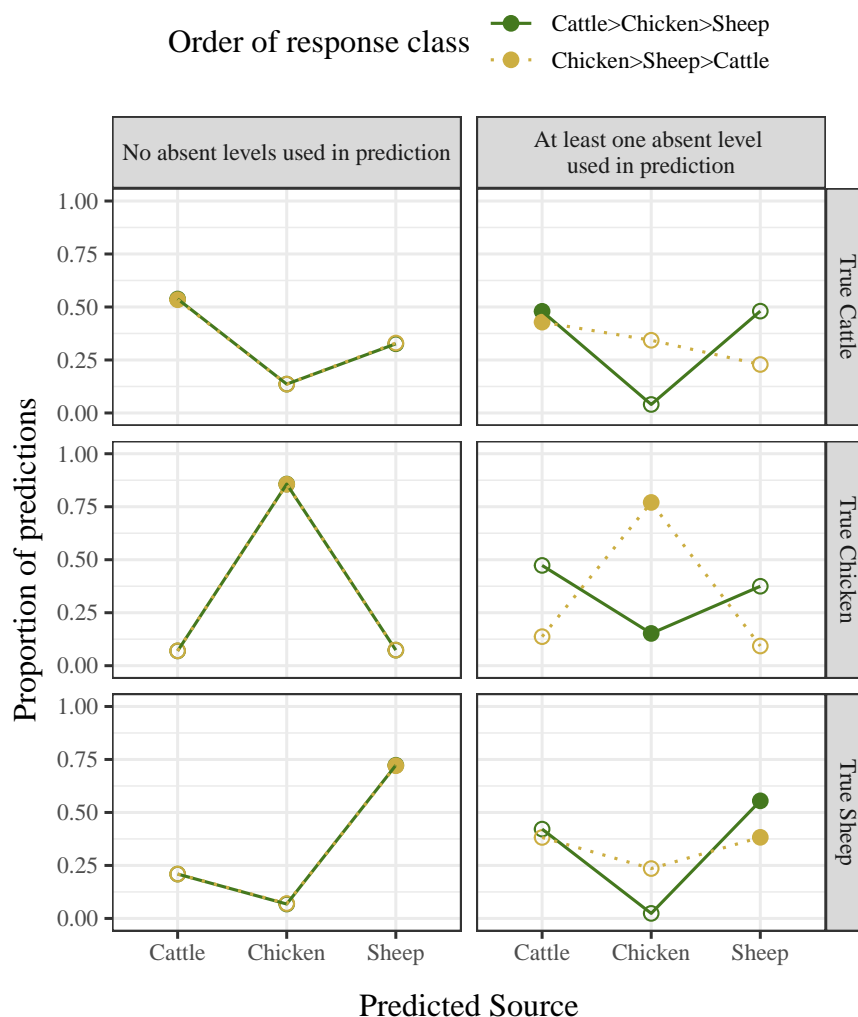 Order of response class
Cattle>Chicken>Sheep
Chicken>Sheep>Cattle
No absent levels used in prediction
At least one absent level
used in prediction
1.00
0.75
0.50
0.25
0.00
True Cattle
1.00
0.75
0.50
0.25
0.00
True Chicken
1.00
0.75
0.50
0.25
0.00
True Sheep
Proportion of predictions
Cattle Chicken Sheep
Cattle Chicken Sheep
Predicted Source